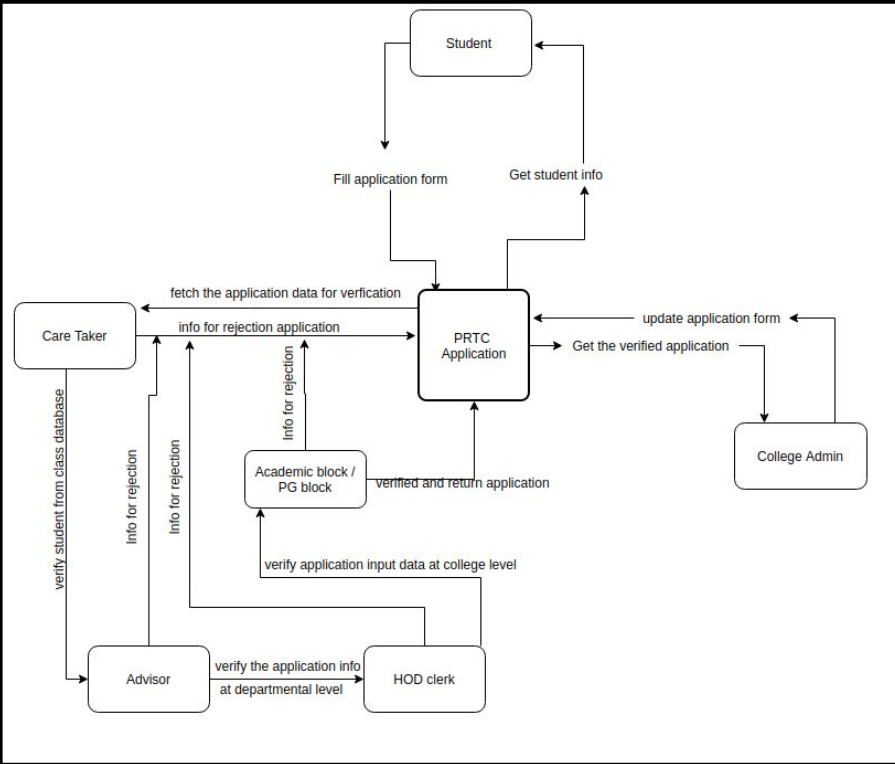 Student
Fill application form
Get student info
fetch the application data for verfication
info for rejection application
Care Taker
PRTC
Application
update application form
Get the verified application
College Admin
verify student from class database
Info for rejection
Info for rejection
Info for rejection
Academic block /
PG block
verified and return application
verify application input data at college level
Advisor
verify the application info
at departmental level
HOD clerk